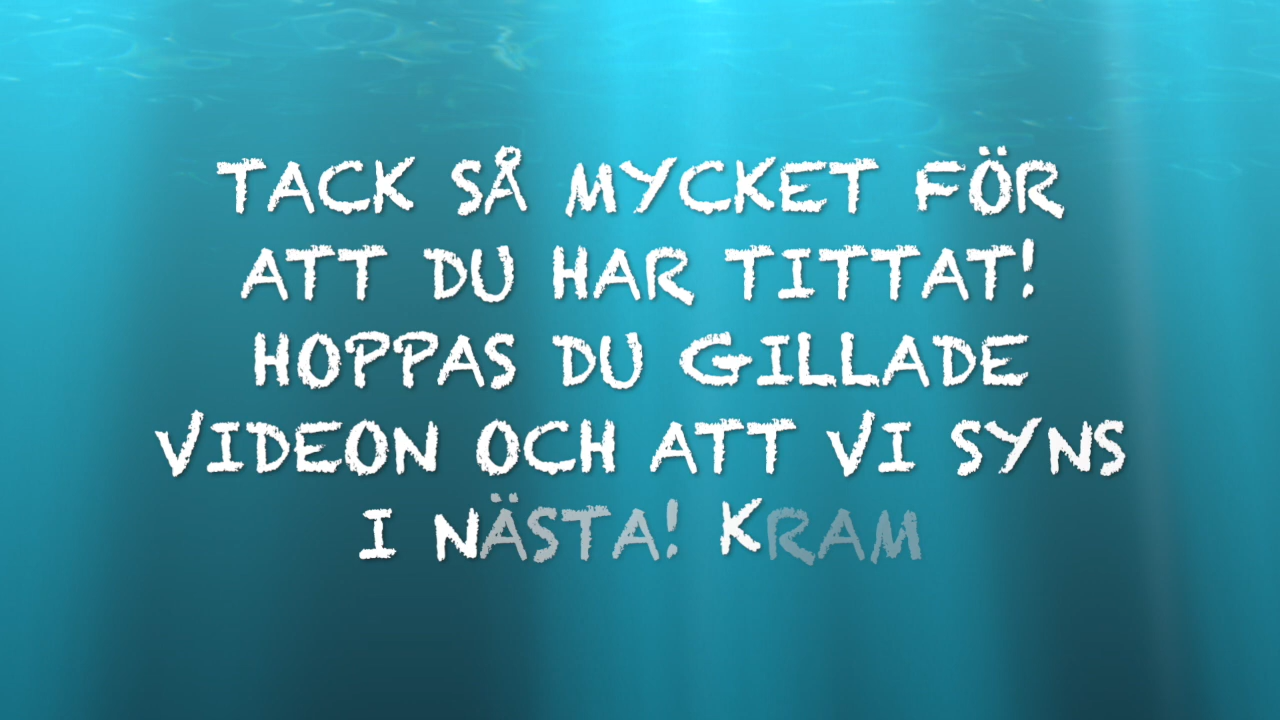 TACK SÅ MYCKET FÖR
ATT DU HAR TITTAT!
HOPPAS DU GILLADE
VIDEON OCH ATT VI SYNS
I NÄSTA! KRAM